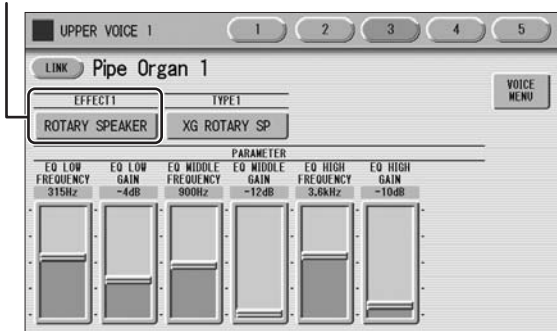 UPPER VOICE 1 1 2 3 4 5
LINK Pipe Organ 1
VOICE
MENU
EFFECT1 TYPE1
ROTARY SPEAKER XG ROTARY SP
PARAMETER
EQ LOW EQ LOW EQ MIDDLE EQ MIDDLE EQ HIGH EQ HIGH
FREQUENCY GAIN FREQUENCY GAIN FREQUENCY GAIN
315Hz -4dB 900Hz -12dB 3.6kHz -10dB